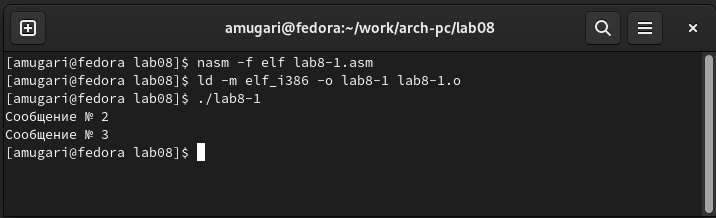 amugari@fedora:~/work/arch-pc/lab08
[amugari@fedora lab08]$ nasm -f elf lab8-1.asm
[amugari@fedora lab08]$ ld -m elf_i386 -o lab8-1 lab8-1.o
[amugari@fedora lab08]$ ./lab8-1
Сообщение № 2
Сообщение № 3
[amugari@fedora lab08]$